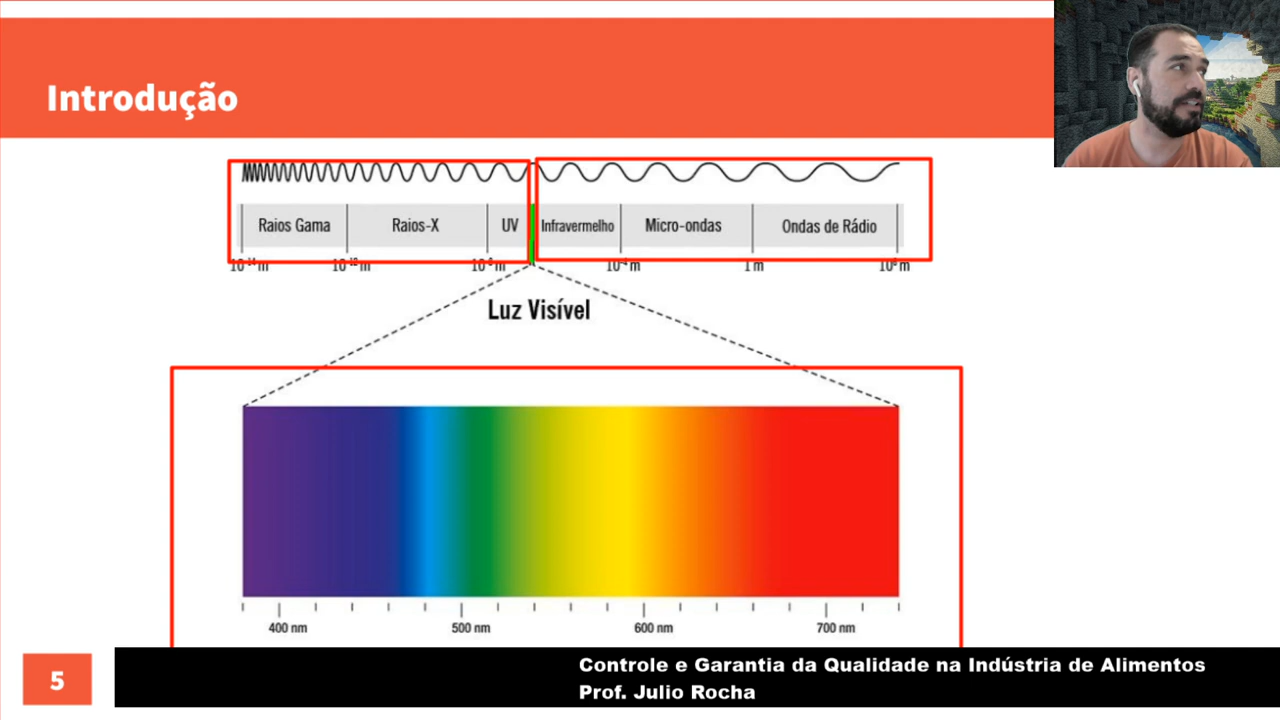 Introdução
Raios Gama Raios-X UV Infravermelho Micro-ondas Ondas de Rádio
1 m
Luz Visível
400 nm 500 nm 600 nm 700 nm
5
Controle e Garantia da Qualidade na Indústria de Alimentos
Prof. Julio Rocha